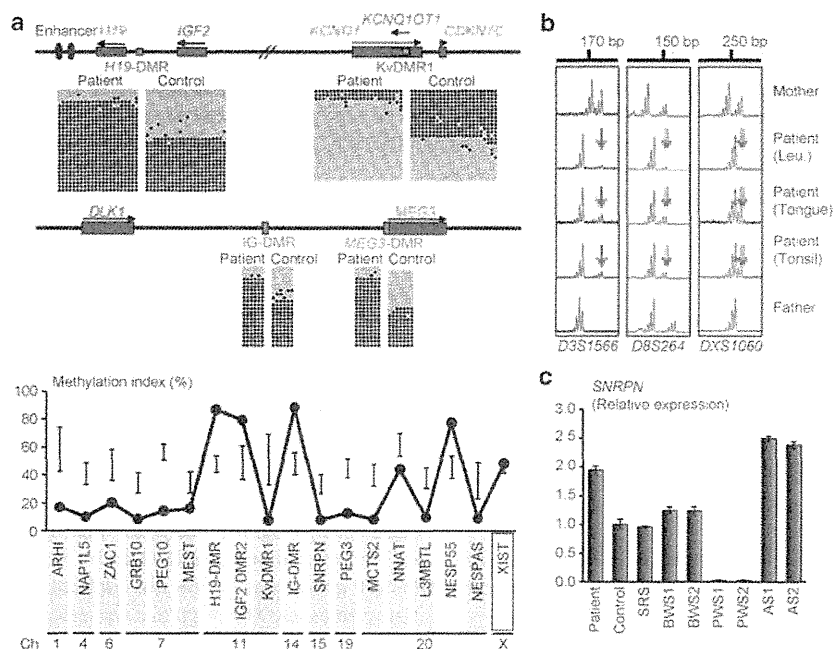 a
Enhancer H19 IGF2 KCNQ1 KCNQ1OT1 CDKN1C
H19-DMR KvDMR1
Patient Control Patient Control
DLK1 MEG3
IG-DMR MEG3-DMR
Patient Control Patient Control
Methylation index (%)
100
80
60
40
20
0
ARHI
NAP1L5
ZAC1
GRB10
PEG10
MEST
H19-DMR
IGF2 DMR2
KvDMR1
IG-DMR
SNRPN
PEG3
MCTS2
NNAT
L3MBTL
NESP55
NESPAS
XIST
Ch 1 4 6 7 11 14 15 19 20 X
b
170 bp 150 bp 250 bp
Mother
Patient
(Leu.)
Patient
(Tongue)
Patient
(Tonsil)
Father
D3S1566 D8S264 DXS1060
c
SNRPN
(Relative expression)
3.0
2.5
2.0
1.5
1.0
0.5
0.0
Patient
Control
SRS
BWS1
BWS2
PWS1
PWS2
AS1
AS2